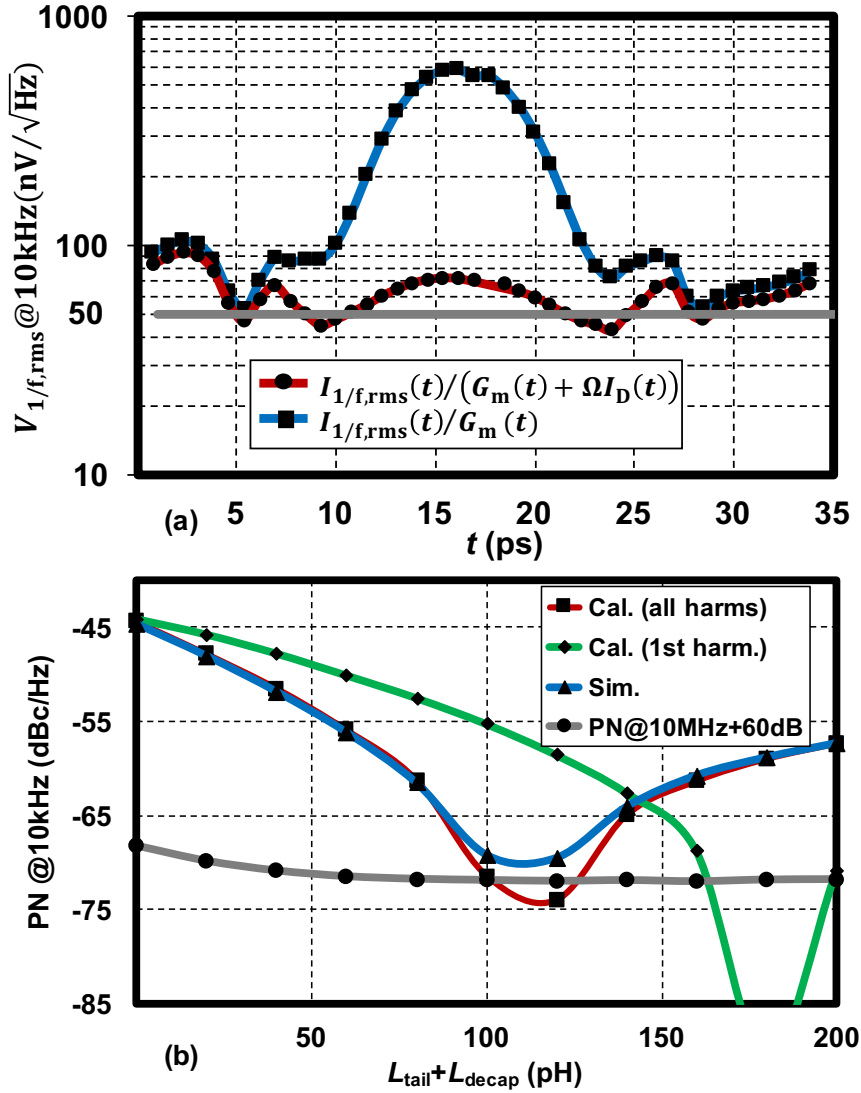 1000
100
50
10
V1/f,rms@10kHz(nV/√Hz)
I1/f,rms(t)/(Gm(t) + ΩID(t))
I1/f,rms(t)/Gm(t)
(a)
5 10 15 20 25 30 35
t (ps)
-45
-55
-65
-75
-85
PN @10kHz (dBc/Hz)
Cal. (all harms)
Cal. (1st harm.)
Sim.
PN@10MHz+60dB
50 100 150 200
(b)
Ltail+Ldecap (pH)